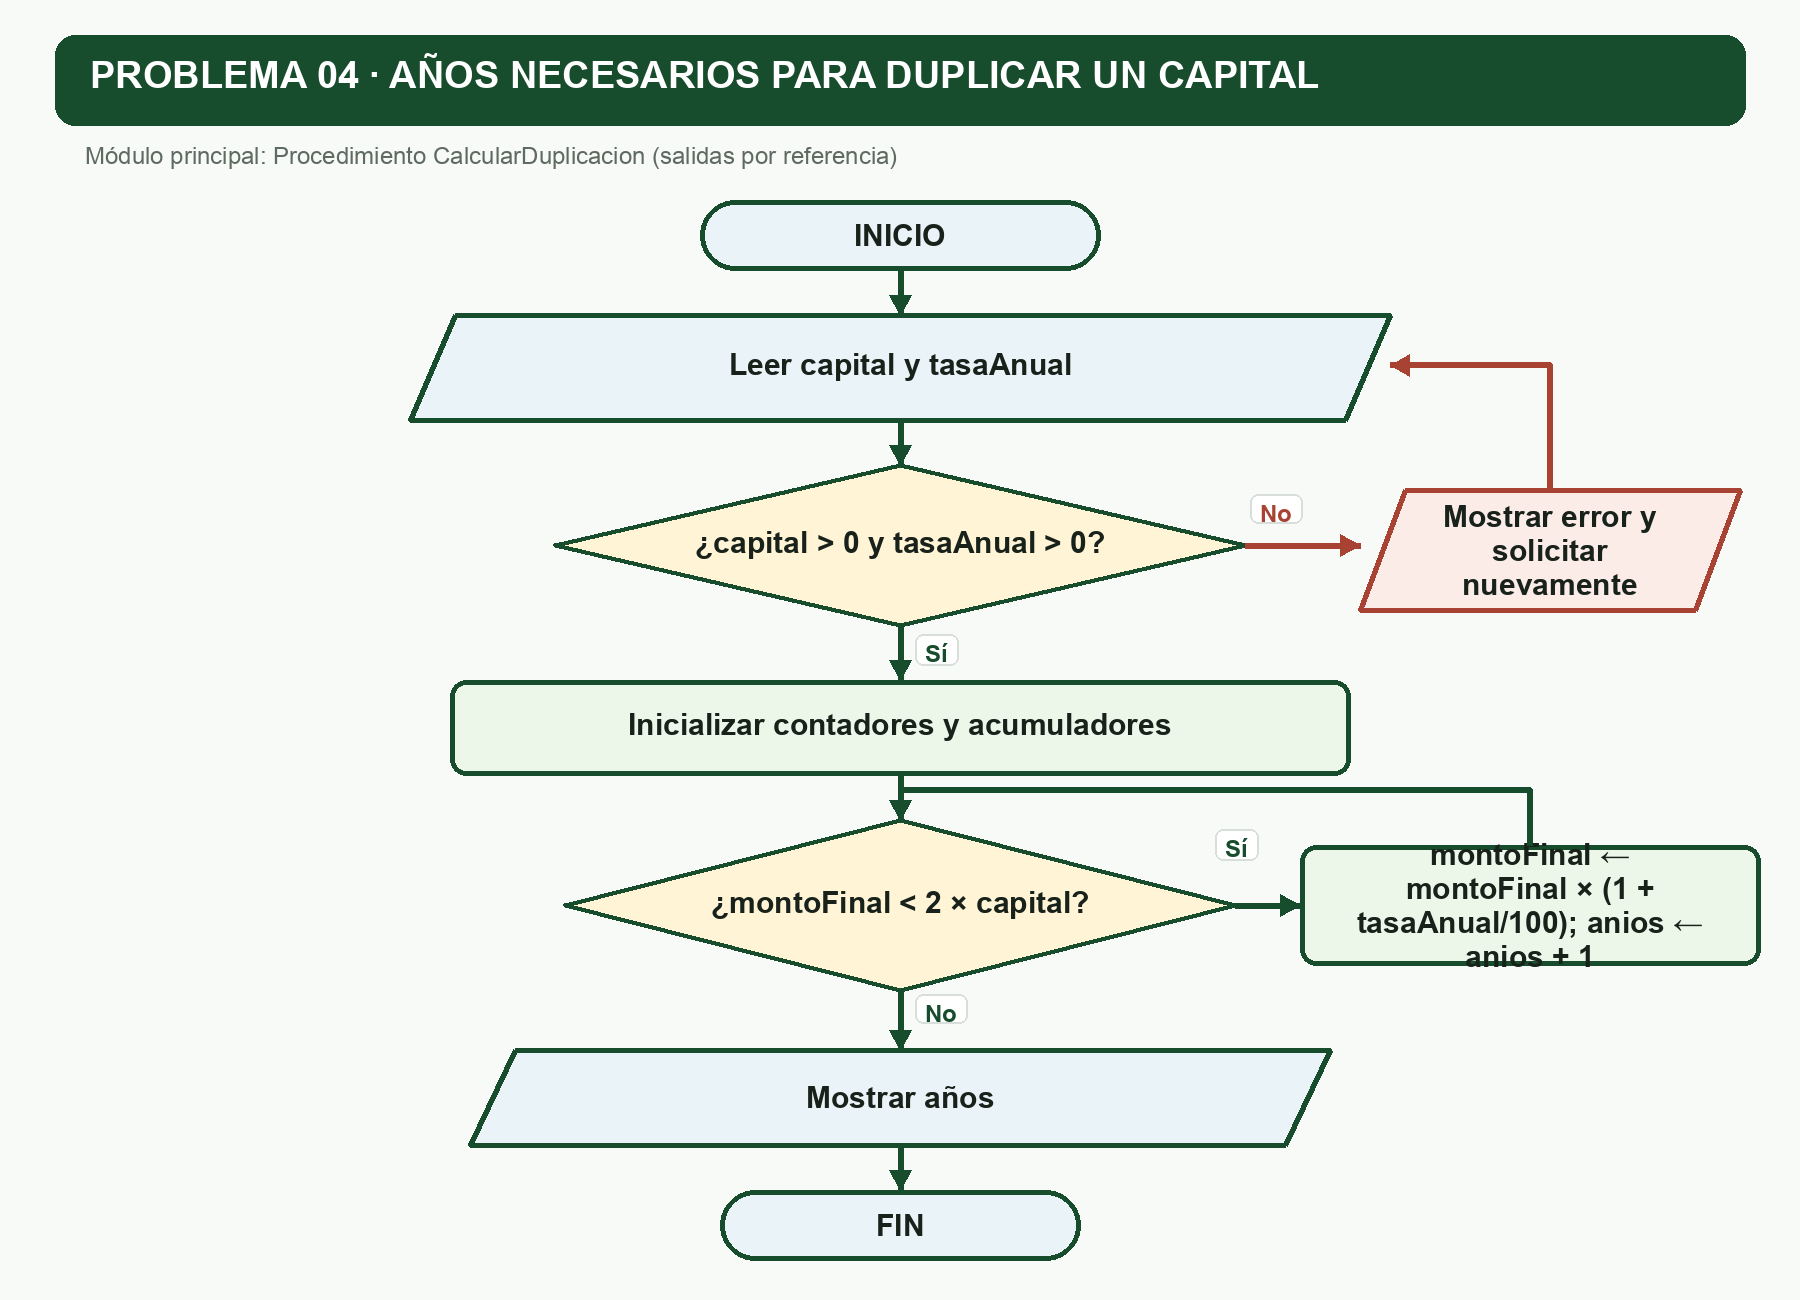 PROBLEMA 04 · AÑOS NECESARIOS PARA DUPLICAR UN CAPITAL
Módulo principal: Procedimiento CalcularDuplicacion (salidas por referencia)
INICIO
Leer capital y tasaAnual
¿capital > 0 y tasaAnual > 0?
No
Mostrar error y
solicitar
nuevamente
Sí
Inicializar contadores y acumuladores
¿montoFinal < 2 × capital?
Sí
montoFinal ←
montoFinal × (1 +
tasaAnual/100); anios ←
anios + 1
No
Mostrar años
FIN